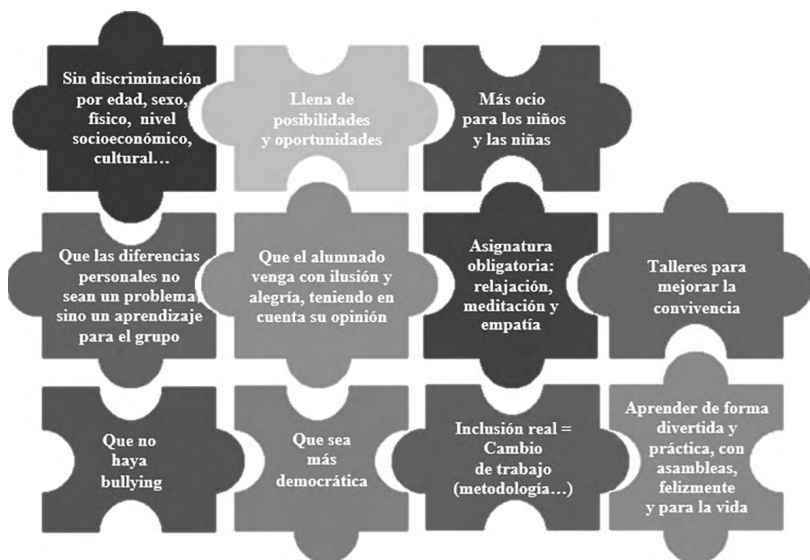 Sin discriminación
por edad, sexo,
físico, nivel
socioeconómico,
cultural…
Llena de
posibilidades
y oportunidades
Más ocio
para los niños
y las niñas
Que las diferencias
personales no
sean un problema,
sino un aprendizaje
para el grupo
Que el alumnado
venga con ilusión y
alegría, teniendo en
cuenta su opinión
Asignatura
obligatoria:
relajación,
meditación y
empatía
Talleres para
mejorar la
convivencia
Que no
haya
bullying
Que sea
más
democrática
Inclusión real =
Cambio
de trabajo
(metodología…)
Aprender de forma
divertida y
práctica, con
asambleas,
felizmente
y para la vida